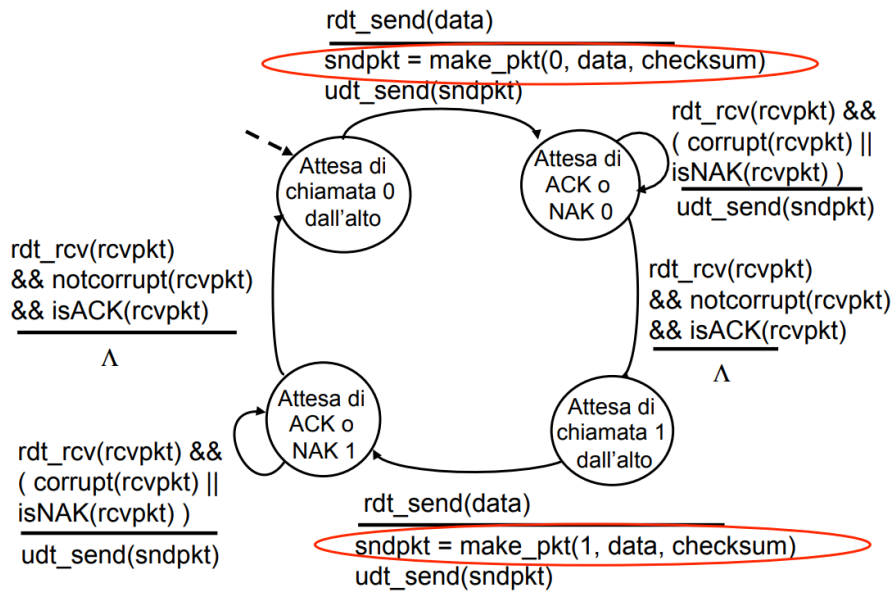 rdt_send(data)
sndpkt = make_pkt(0, data, checksum)
udt_send(sndpkt)
Attesa di
chiamata 0
dall'alto
Attesa di
ACK o
NAK 0
rdt_rcv(rcvpkt) &&
( corrupt(rcvpkt) ||
isNAK(rcvpkt) )
udt_send(sndpkt)
rdt_rcv(rcvpkt)
&& notcorrupt(rcvpkt)
&& isACK(rcvpkt)
Λ
rdt_rcv(rcvpkt)
&& notcorrupt(rcvpkt)
&& isACK(rcvpkt)
Λ
Attesa di
ACK o
NAK 1
Attesa di
chiamata 1
dall'alto
rdt_rcv(rcvpkt) &&
( corrupt(rcvpkt) ||
isNAK(rcvpkt) )
udt_send(sndpkt)
rdt_send(data)
sndpkt = make_pkt(1, data, checksum)
udt_send(sndpkt)